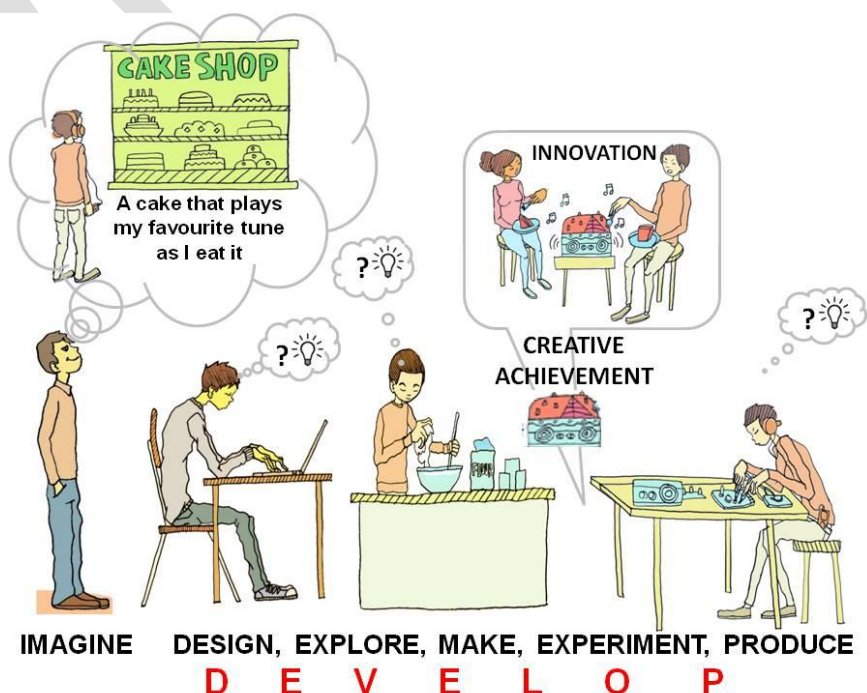 CAKE SHOP
A cake that plays
my favourite tune
as I eat it
?
?
INNOVATION
CREATIVE
ACHIEVEMENT
?
IMAGINE DESIGN, EXPLORE, MAKE, EXPERIMENT, PRODUCE
D E V E L O P